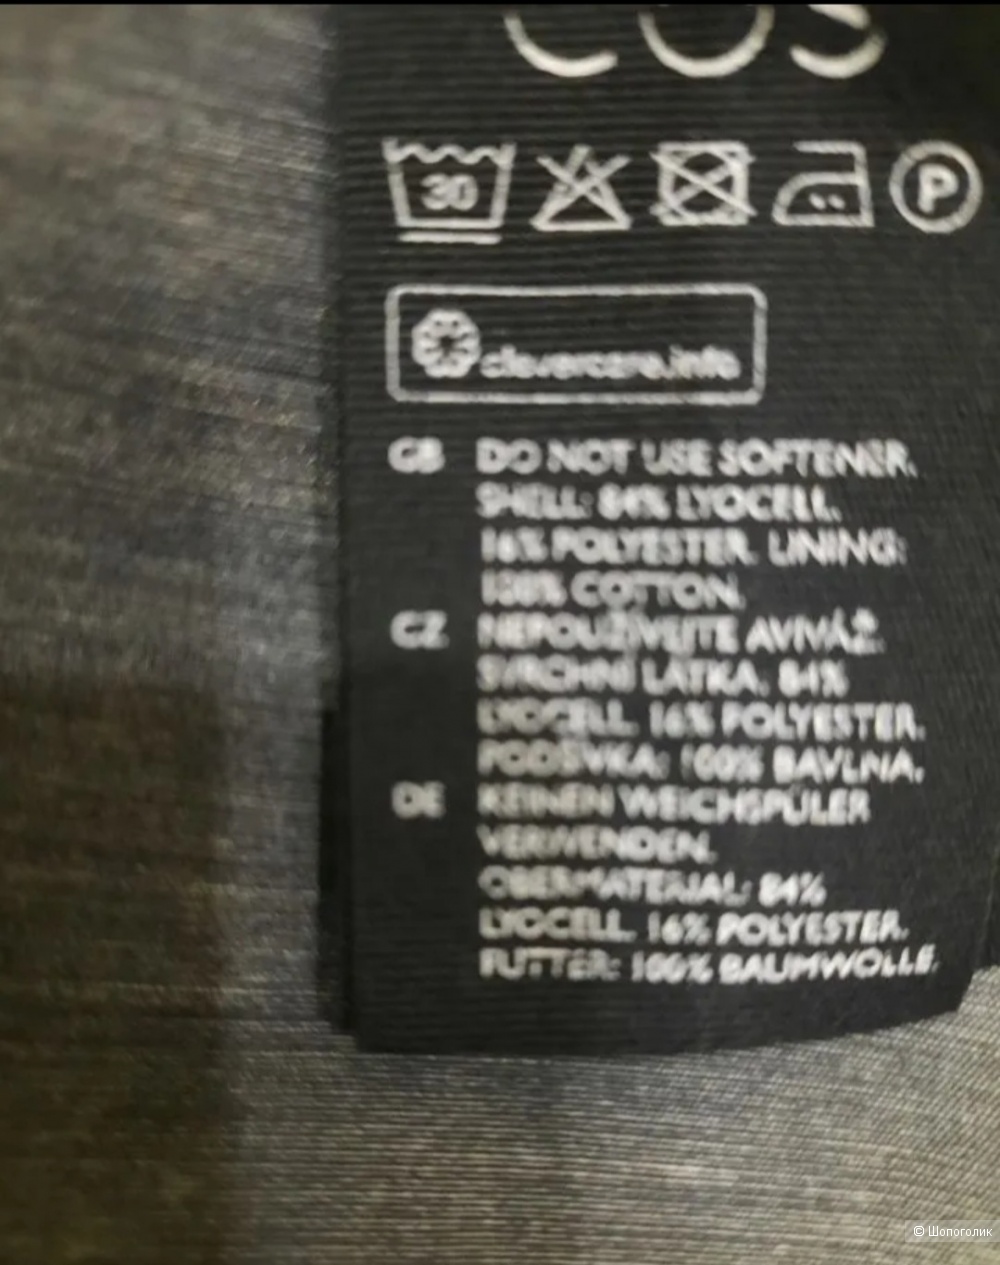 COS
30
P
clevercare.info
GB DO NOT USE SOFTENER.
SHELL: 84% LYOCELL.
16% POLYESTER. LINING:
100% COTTON.
CZ NEPOUŽÍVEJTE AVIVÁŽ.
SVRCHNÍ LÁTKA. 84%
LYOCELL. 16% POLYESTER.
PODŠÍVKA: 100% BAVLNA.
DE KEINEN WEICHSPÜLER
VERWENDEN.
OBERMATERIAL: 84%
LYOCELL. 16% POLYESTER.
FUTTER: 100% BAUMWOLLE.
© Шопоголик